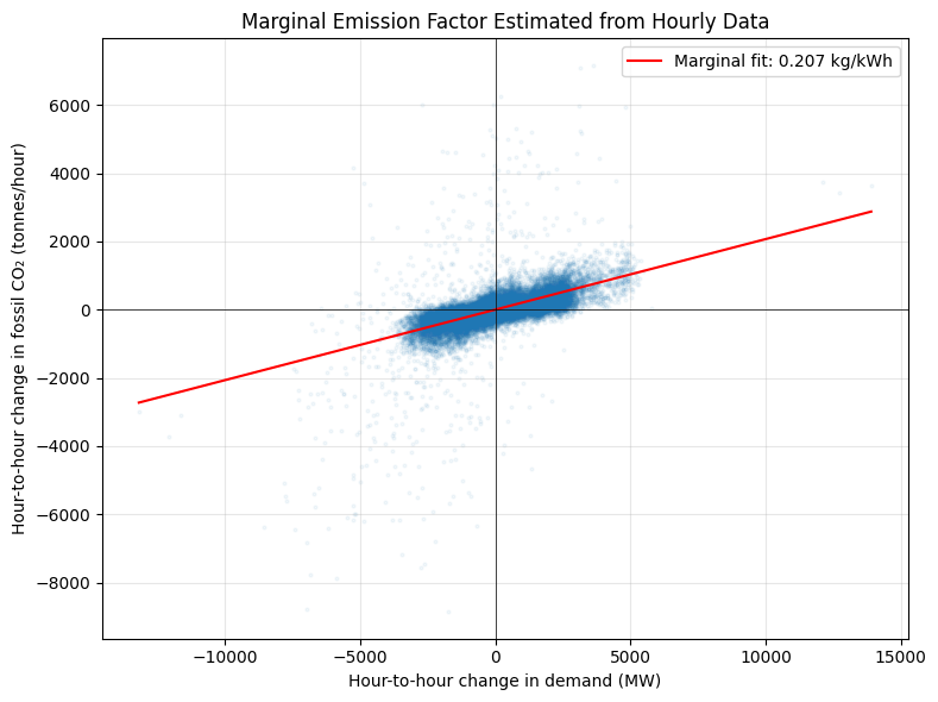 Marginal Emission Factor Estimated from Hourly Data
Marginal fit: 0.207 kg/kWh
Hour-to-hour change in fossil CO₂ (tonnes/hour)
6000
4000
2000
0
−2000
−4000
−6000
−8000
−10000 −5000 0 5000 10000 15000
Hour-to-hour change in demand (MW)